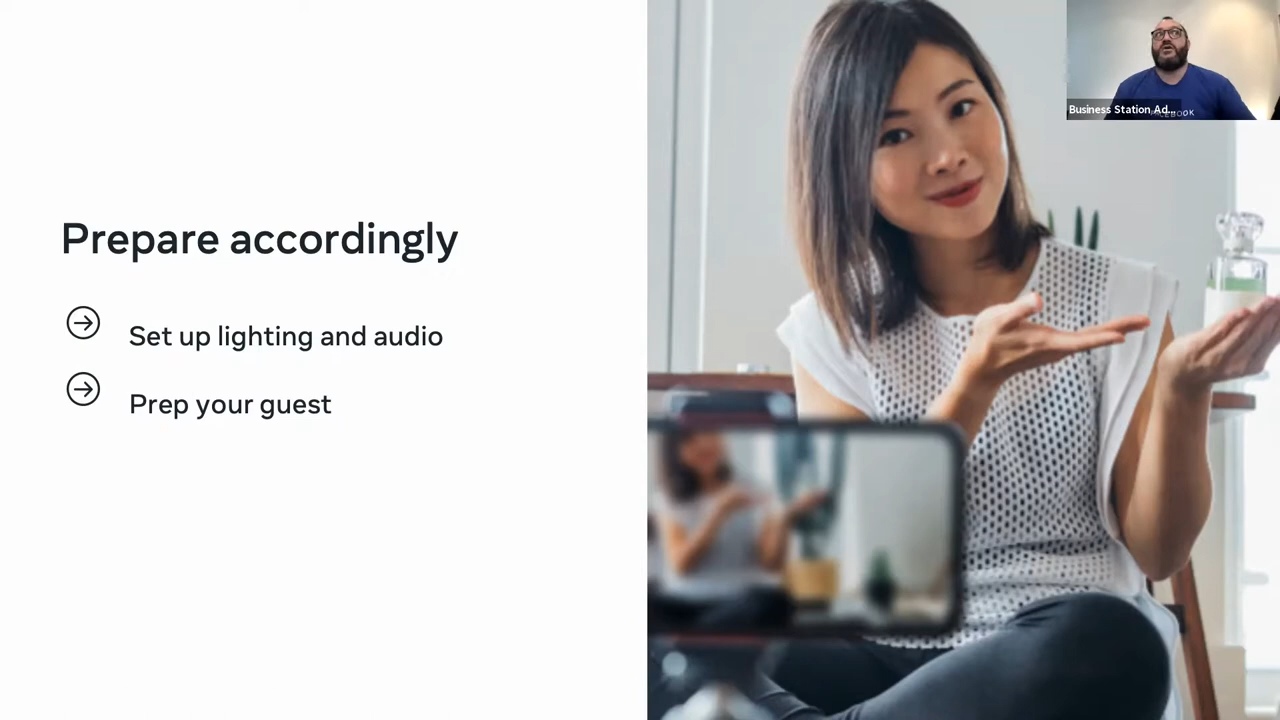 Prepare accordingly
Set up lighting and audio
Prep your guest
Business Station Ad...